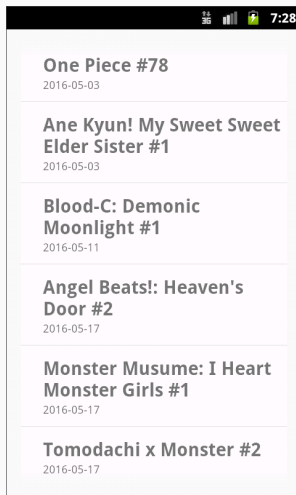 3G 7:28
One Piece #78
2016-05-03
Ane Kyun! My Sweet Sweet
Elder Sister #1
2016-05-03
Blood-C: Demonic
Moonlight #1
2016-05-11
Angel Beats!: Heaven's
Door #2
2016-05-17
Monster Musume: I Heart
Monster Girls #1
2016-05-17
Tomodachi x Monster #2
2016-05-17